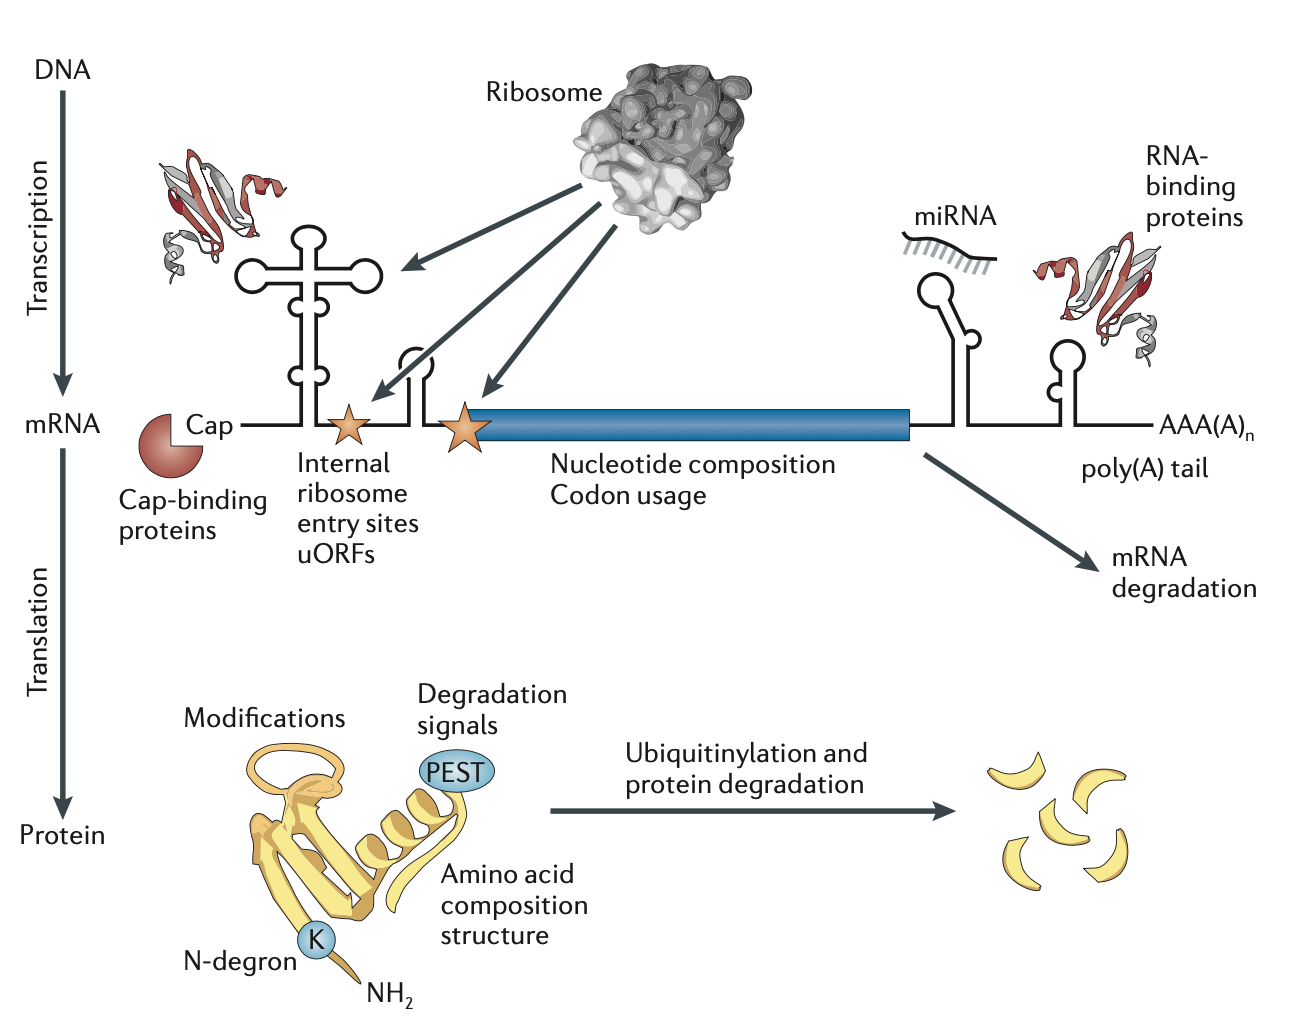 DNA
Ribosome
RNA-
binding
proteins
miRNA
Transcription
mRNA
Cap
AAA(A)n
poly(A) tail
Cap-binding
proteins
Internal
ribosome
entry sites
uORFs
Nucleotide composition
Codon usage
mRNA
degradation
Translation
Degradation
signals
Modifications
PEST
Ubiquitinylation and
protein degradation
Protein
Amino acid
composition
structure
K
N-degron
NH2